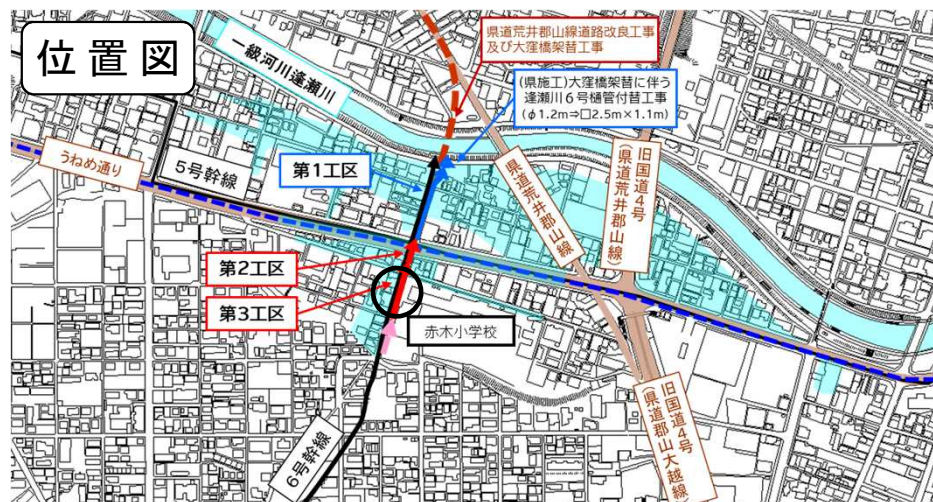 位置図
一級河川逢瀬川
県道荒井郡山線道路改良工事
及び大窪橋架替工事
(県施工)大窪橋架替に伴う
逢瀬川６号樋管付替工事
(φ1.2m⇒□2.5m×1.1m)
うねめ通り
５号幹線
第1工区
県道荒井郡山線
旧国道４号
(県道荒井郡山線)
第2工区
第3工区
赤木小学校
6号幹線
旧国道４号
(県道郡山大越線)